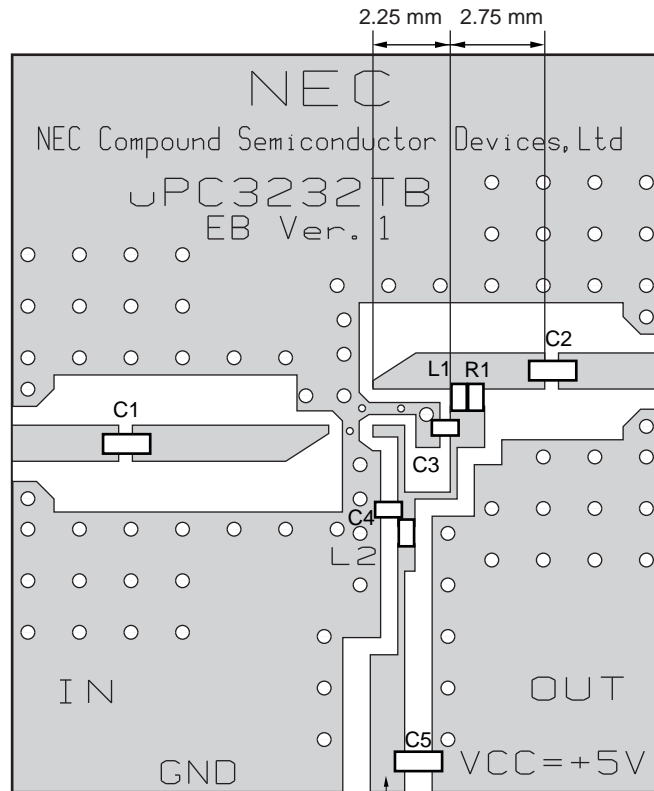 2.25 mm 2.75 mm
NEC
NEC Compound Semiconductor Devices, Ltd
uPC3232TB
EB Ver. 1
C2
L1 R1
C1
C3
C4
L2
IN
OUT
C5
VCC=+5V
GND